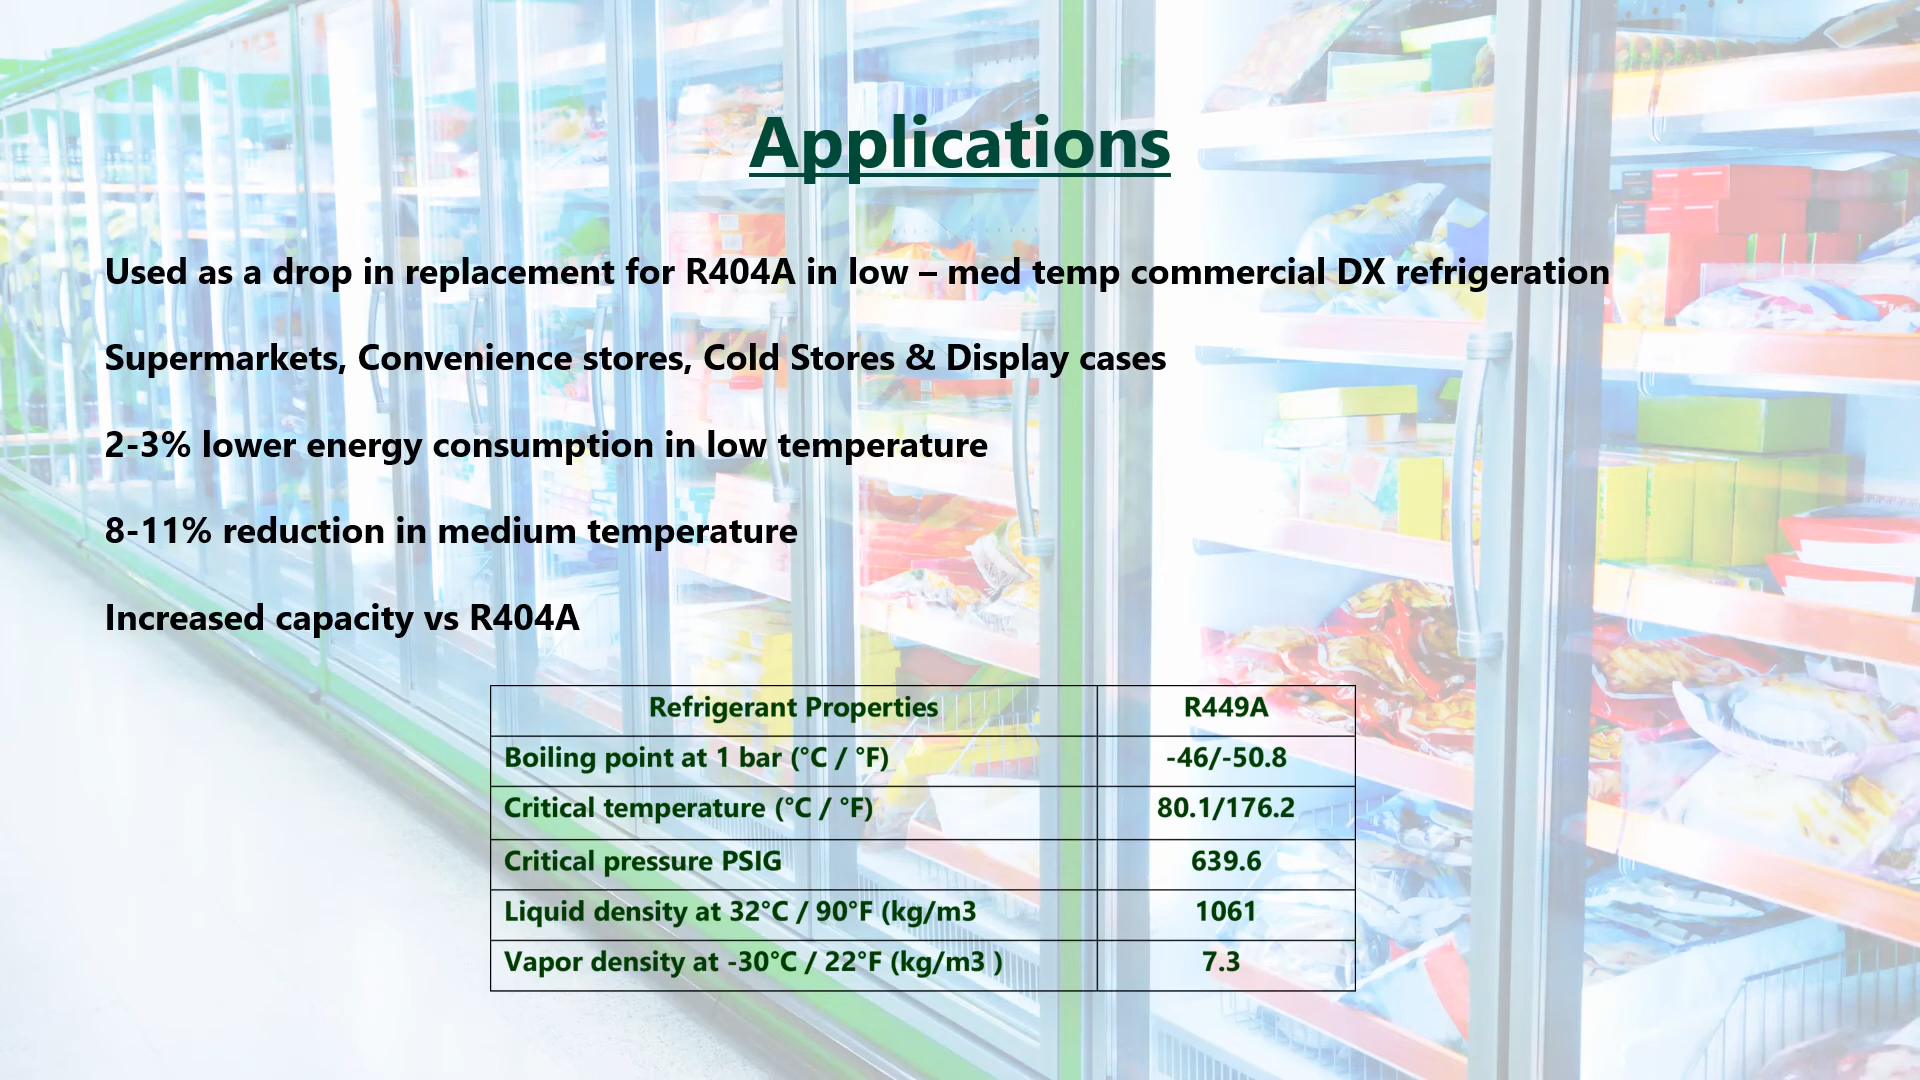 Applications
Used as a drop in replacement for R404A in low – med temp commercial DX refrigeration
Supermarkets, Convenience stores, Cold Stores & Display cases
2-3% lower energy consumption in low temperature
8-11% reduction in medium temperature
Increased capacity vs R404A
Refrigerant Properties R449A
Boiling point at 1 bar (°C / °F) -46/-50.8
Critical temperature (°C / °F) 80.1/176.2
Critical pressure PSIG 639.6
Liquid density at 32°C / 90°F (kg/m3 1061
Vapor density at -30°C / 22°F (kg/m3 ) 7.3